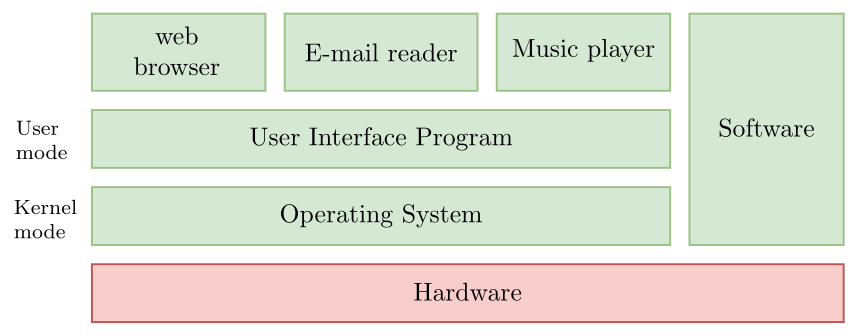 web
browser
E-mail reader
Music player
User
mode
User Interface Program
Software
Kernel
mode
Operating System
Hardware